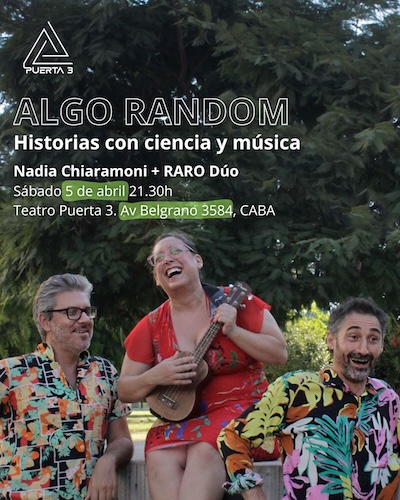 PUERTA 3
ALGO RANDOM
Historias con ciencia y música
Nadia Chiaramoni + RARO Dúo
Sábado 5 de abril 21.30h
Teatro Puerta 3. Av Belgrano 3584, CABA